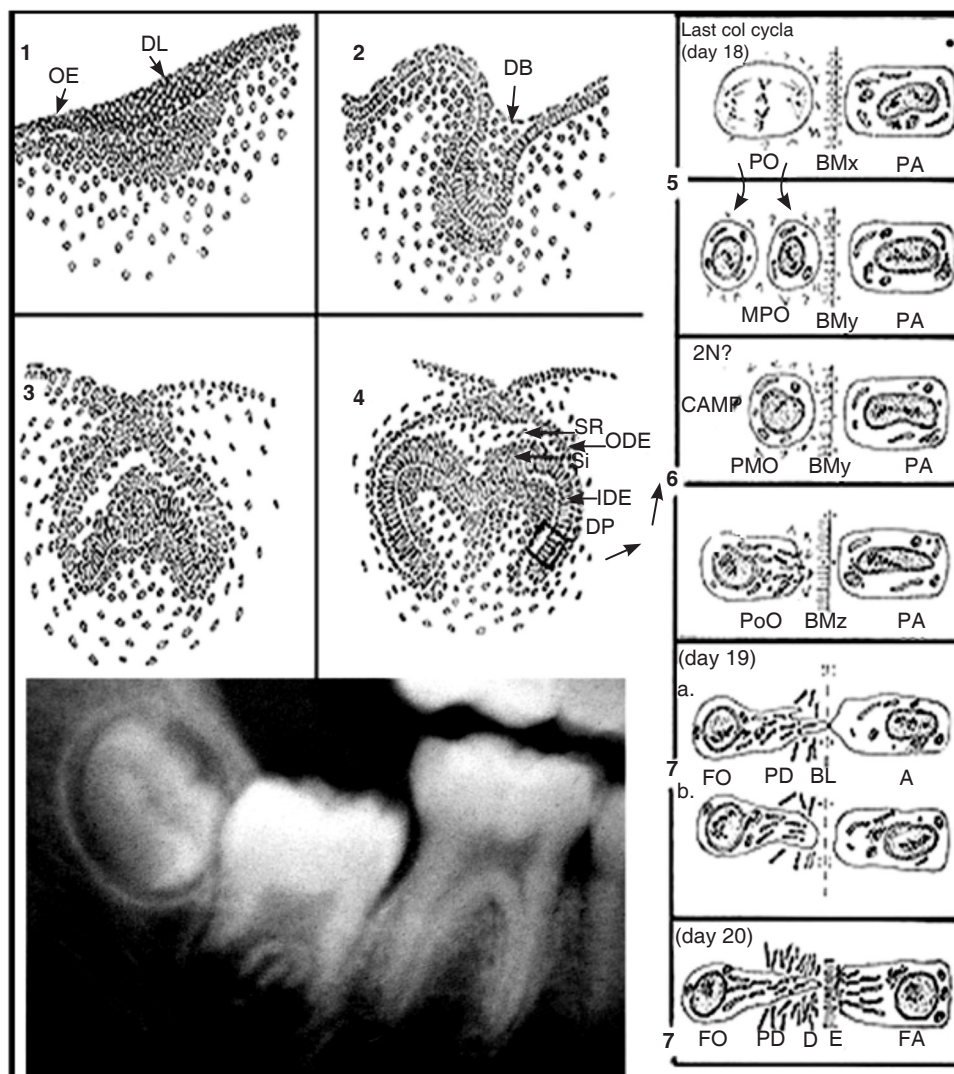 1
DL
OE
2
DB
3
4
SR
ODE
Si
IDE
DP
Last col cycla
(day 18)
PO BMx PA
5
MPO BMy PA
2N?
CAMP
PMO BMy PA
6
PoO BMz PA
(day 19)
a.
7
FO PD BL A
b.
(day 20)
7
FO PD D E FA